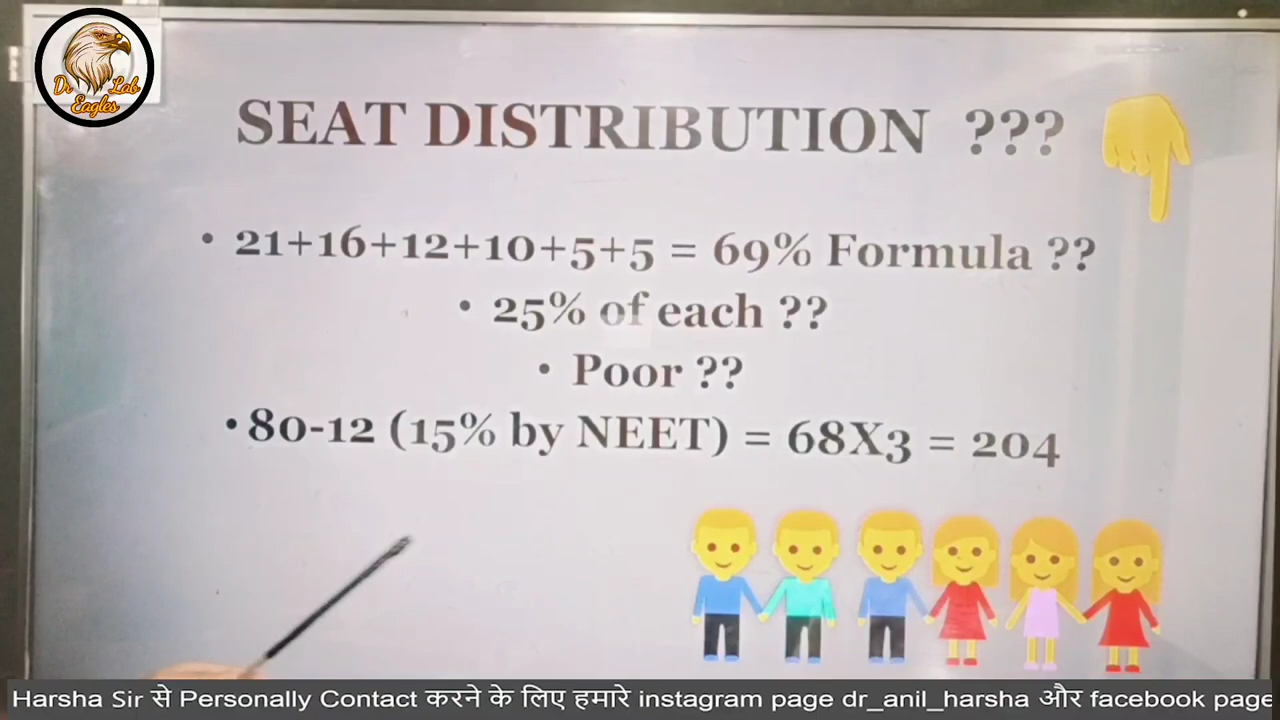 Dr Lab
Eagles
SEAT DISTRIBUTION ???
• 21+16+12+10+5+5 = 69% Formula ??
• 25% of each ??
• Poor ??
• 80-12 (15% by NEET) = 68X3 = 204
Harsha Sir से Personally Contact करने के लिए हमारे instagram page dr_anil_harsha और facebook page